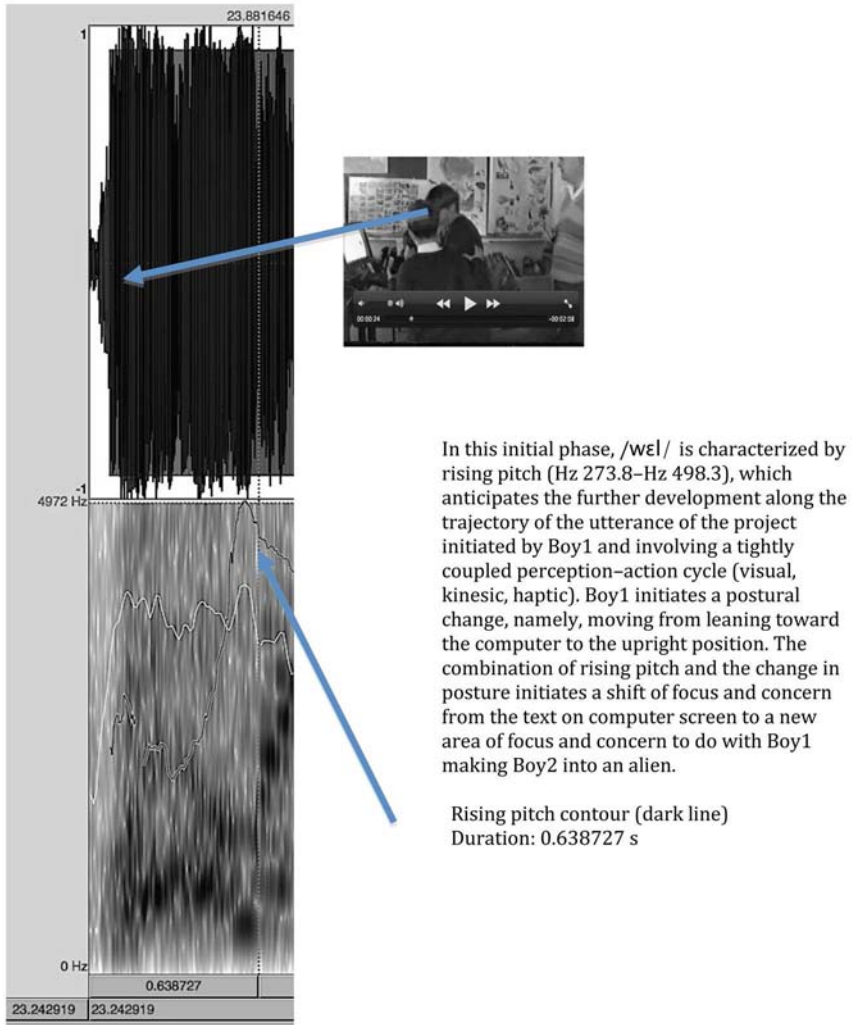 23.881646
1
-1
4972 Hz
0 Hz
0.638727
23.242919
23.242919
00:00:24
-00:02:08
In this initial phase, /wɛl/ is characterized by
rising pitch (Hz 273.8–Hz 498.3), which
anticipates the further development along the
trajectory of the utterance of the project
initiated by Boy1 and involving a tightly
coupled perception–action cycle (visual,
kinesic, haptic). Boy1 initiates a postural
change, namely, moving from leaning toward
the computer to the upright position. The
combination of rising pitch and the change in
posture initiates a shift of focus and concern
from the text on computer screen to a new
area of focus and concern to do with Boy1
making Boy2 into an alien.
Rising pitch contour (dark line)
Duration: 0.638727 s